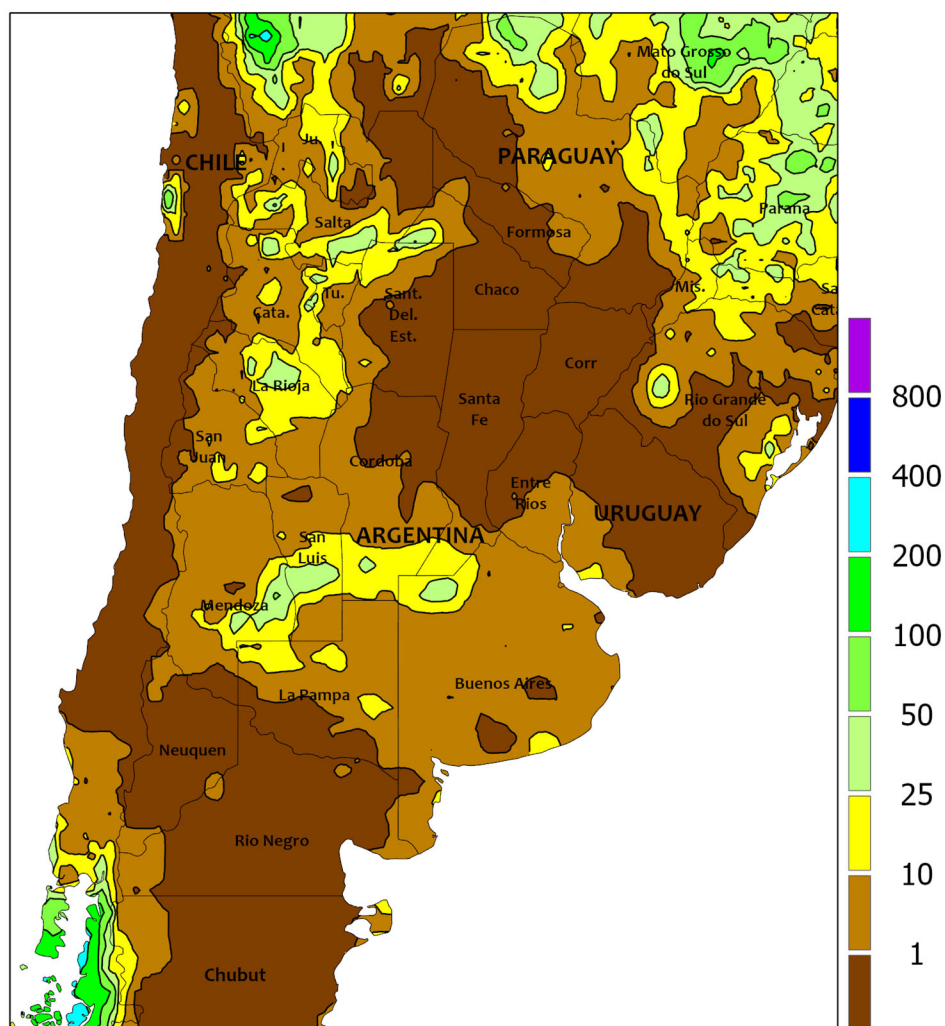 Mato Grosso
do Sul
Ju.
CHILE
PARAGUAY
Parana
Salta
Formosa
Mis.
Sa
Cata
Chaco
Tu.
Sant.
Del.
Est.
Cata.
Corr
La Rioja
Santa
Fe
Rio Grande
do Sul
San
Juan
Cordoba
Entre
Rios
URUGUAY
ARGENTINA
San
Luis
Mendoza
Buenos Aires
La Pampa
Neuquen
Rio Negro
Chubut
800
400
200
100
50
25
10
1